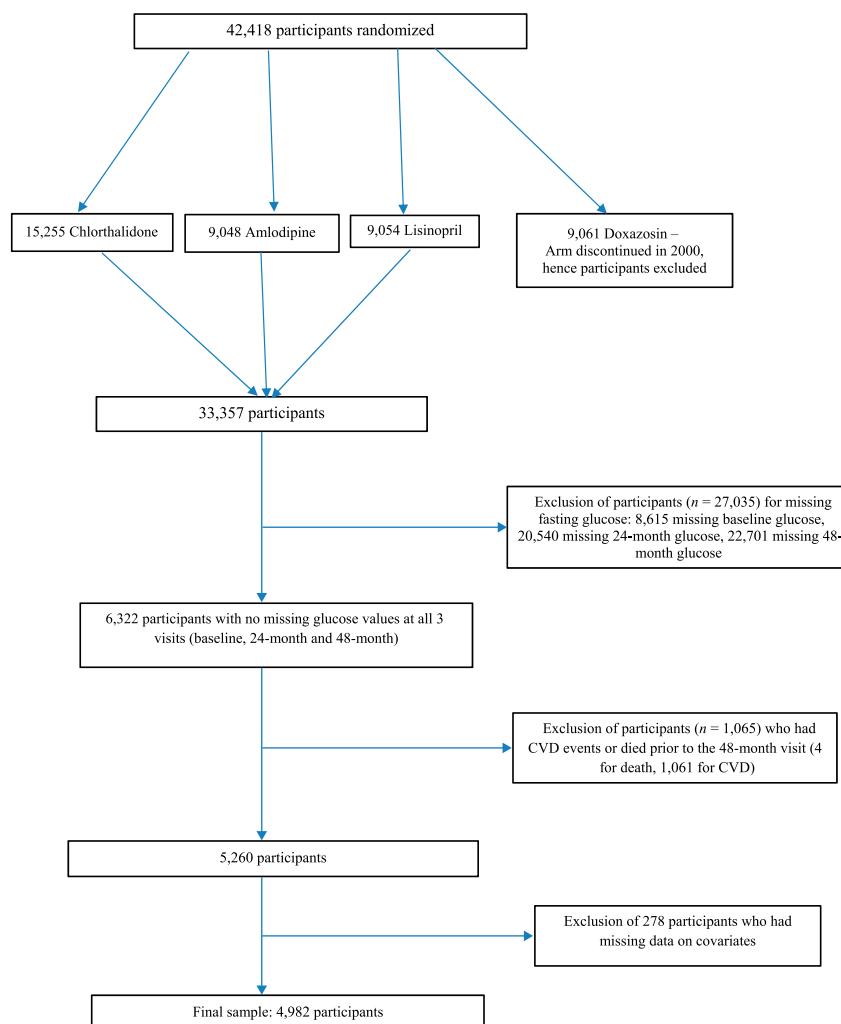 42,418 participants randomized
15,255 Chlorthalidone
9,048 Amlodipine
9,054 Lisinopril
9,061 Doxazosin –
Arm discontinued in 2000,
hence participants excluded
33,357 participants
Exclusion of participants (n = 27,035) for missing
fasting glucose: 8,615 missing baseline glucose,
20,540 missing 24-month glucose, 22,701 missing 48-
month glucose
6,322 participants with no missing glucose values at all 3
visits (baseline, 24-month and 48-month)
Exclusion of participants (n = 1,065) who had
CVD events or died prior to the 48-month visit (4
for death, 1,061 for CVD)
5,260 participants
Exclusion of 278 participants who had
missing data on covariates
Final sample: 4,982 participants